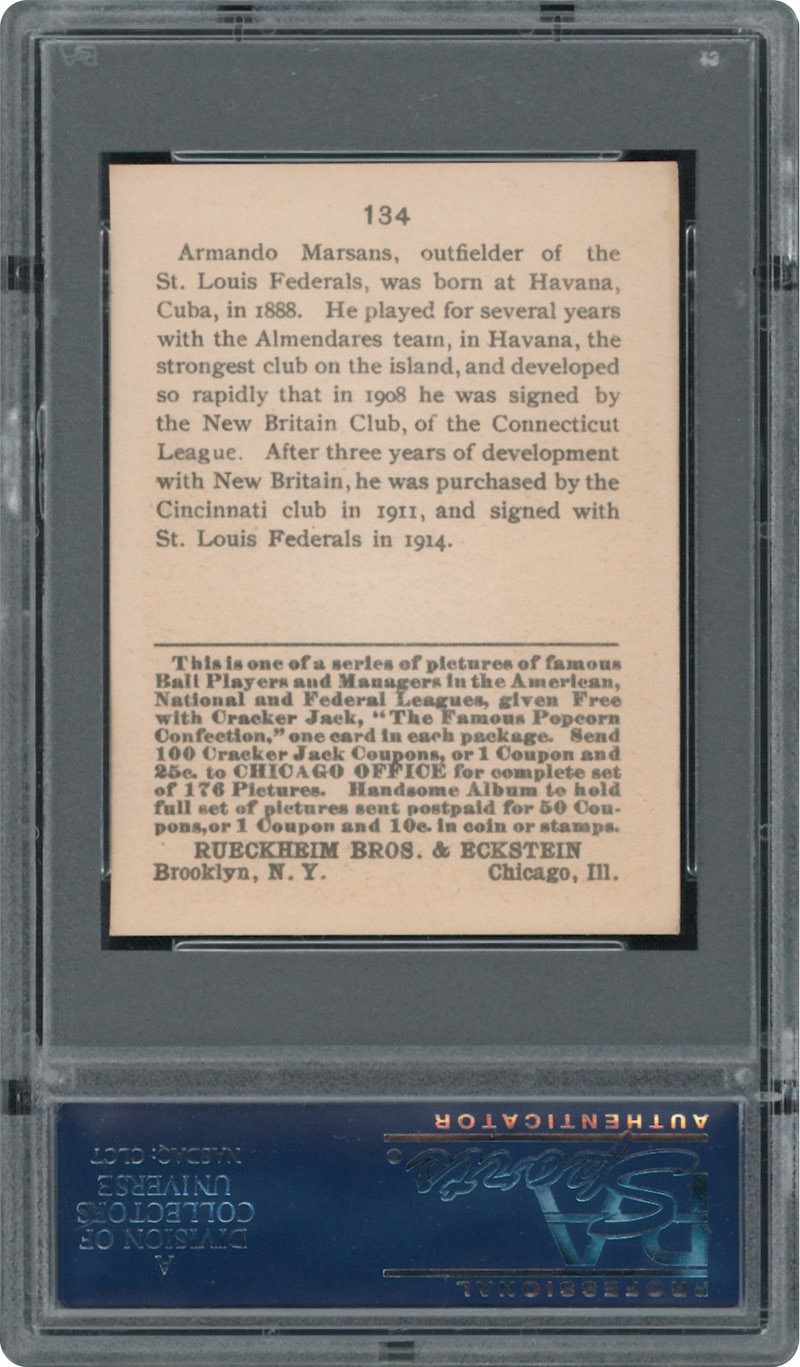 134
Armando Marsans, outfielder of the
St. Louis Federals, was born at Havana,
Cuba, in 1888. He played for several years
with the Almendares team, in Havana, the
strongest club on the island, and developed
so rapidly that in 1908 he was signed by
the New Britain Club, of the Connecticut
League. After three years of development
with New Britain, he was purchased by the
Cincinnati club in 1911, and signed with
St. Louis Federals in 1914.
This is one of a series of pictures of famous
Ball Players and Managers in the American,
National and Federal Leagues, given Free
with Cracker Jack, “The Famous Popcorn
Confection,” one card in each package. Send
100 Cracker Jack Coupons, or 1 Coupon and
25c. to CHICAGO OFFICE for complete set
of 176 Pictures. Handsome Album to hold
full set of pictures sent postpaid for 50 Cou-
pons, or 1 Coupon and 10c. in coin or stamps.
RUECKHEIM BROS. & ECKSTEIN
Brooklyn, N. Y. Chicago, Ill.
PROFESSIONAL
PSA
Sports
AUTHENTICATOR
A
DIVISION OF
COLLECTORS
UNIVERSE
NASDAQ: CLCT